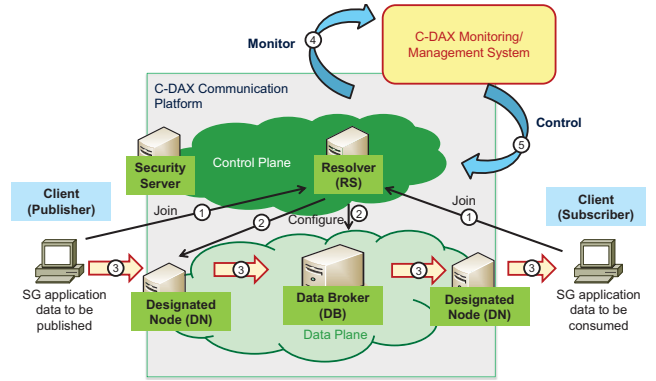 Monitor
4
C-DAX Monitoring/
Management System
C-DAX Communication
Platform
Control
5
Security
Server
Control Plane
Resolver
(RS)
Client
(Publisher)
Join
1
2
Configure
2
Join
1
Client
(Subscriber)
3
3
3
3
SG application
data to be
published
Designated
Node (DN)
Data Broker
(DB)
Data Plane
Designated
Node (DN)
SG application
data to be
consumed